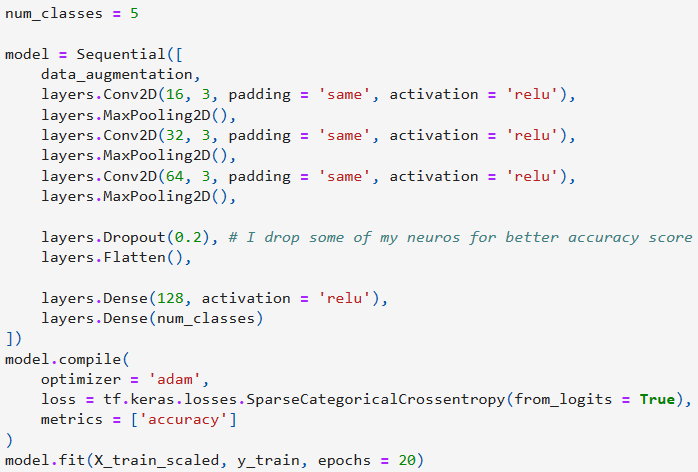 num_classes = 5
model = Sequential([
data_augmentation,
layers.Conv2D(16, 3, padding = 'same', activation = 'relu'),
layers.MaxPooling2D(),
layers.Conv2D(32, 3, padding = 'same', activation = 'relu'),
layers.MaxPooling2D(),
layers.Conv2D(64, 3, padding = 'same', activation = 'relu'),
layers.MaxPooling2D(),
layers.Dropout(0.2), # I drop some of my neuros for better accuracy score
layers.Flatten(),
layers.Dense(128, activation = 'relu'),
layers.Dense(num_classes)
])
model.compile(
optimizer = 'adam',
loss = tf.keras.losses.SparseCategoricalCrossentropy(from_logits = True),
metrics = ['accuracy']
)
model.fit(X_train_scaled, y_train, epochs = 20)